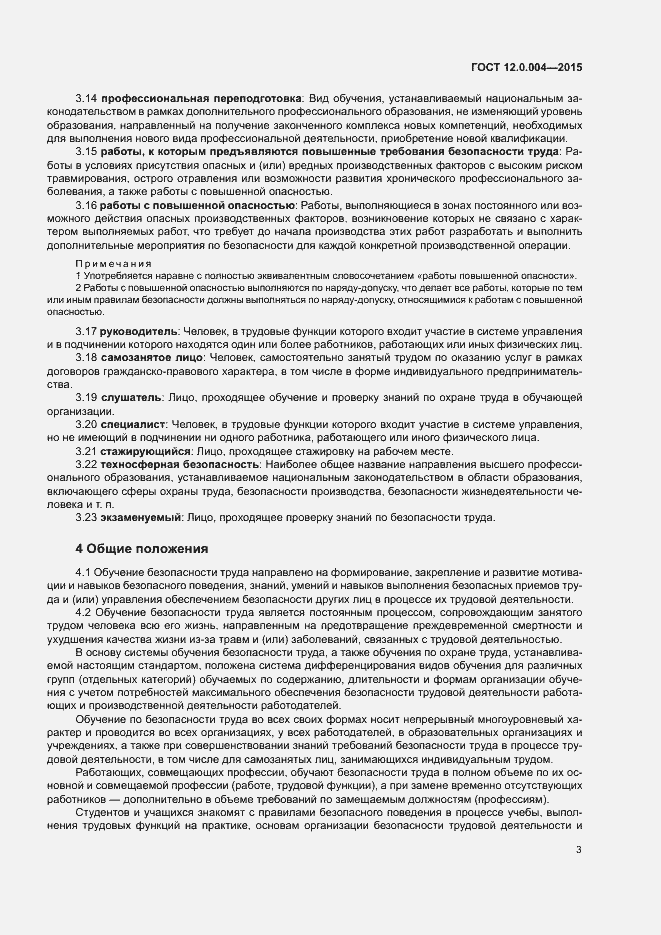 ГОСТ 12.0.004—2015
3.14 профессиональная переподготовка: Вид обучения, устанавливаемый национальным за-
конодательством в рамках дополнительного профессионального образования, не изменяющий уровень
образования, направленный на получение законченного комплекса новых компетенций, необходимых
для выполнения нового вида профессиональной деятельности, приобретение новой квалификации.
3.15 работы, к которым предъявляются повышенные требования безопасности труда: Ра-
боты в условиях присутствия опасных и (или) вредных производственных факторов с высоким риском
травмирования, острого отравления или возможности развития хронического профессионального за-
болевания, а также работы с повышенной опасностью.
3.16 работы с повышенной опасностью: Работы, выполняющиеся в зонах постоянного или воз-
можного действия опасных производственных факторов, возникновение которых не связано с харак-
тером выполняемых работ, что требует до начала производства этих работ разработать и выполнить
дополнительные мероприятия по безопасности для каждой конкретной производственной операции.
Примечания
1 Употребляется наравне с полностью эквивалентным словосочетанием «работы повышенной опасности».
2 Работы с повышенной опасностью выполняются по наряду-допуску, что делает все работы, которые по тем
или иным правилам безопасности должны выполняться по наряду-допуску, относящимися к работам с повышенной
опасностью.
3.17 руководитель: Человек, в трудовые функции которого входит участие в системе управления
и в подчинении которого находятся один или более работников, работающих или иных физических лиц.
3.18 самозанятое лицо: Человек, самостоятельно занятый трудом по оказанию услуг в рамках
договоров гражданско-правового характера, в том числе в форме индивидуального предприниматель-
ства.
3.19 слушатель: Лицо, проходящее обучение и проверку знаний по охране труда в обучающей
организации.
3.20 специалист: Человек, в трудовые функции которого входит участие в системе управления,
но не имеющий в подчинении ни одного работника, работающего или иного физического лица.
3.21 стажирующийся: Лицо, проходящее стажировку на рабочем месте.
3.22 техносферная безопасность: Наиболее общее название направления высшего професси-
онального образования, устанавливаемое национальным законодательством в области образования,
включающего сферы охраны труда, безопасности производства, безопасности жизнедеятельности че-
ловека и т. п.
3.23 экзаменуемый: Лицо, проходящее проверку знаний по безопасности труда.
4 Общие положения
4.1 Обучение безопасности труда направлено на формирование, закрепление и развитие мотива-
ции и навыков безопасного поведения, знаний, умений и навыков выполнения безопасных приемов тру-
да и (или) управления обеспечением безопасности других лиц в процессе их трудовой деятельности.
4.2 Обучение безопасности труда является постоянным процессом, сопровождающим занятого
трудом человека всю его жизнь, направленным на предотвращение преждевременной смертности и
ухудшения качества жизни из-за травм и (или) заболеваний, связанных с трудовой деятельностью.
В основу системы обучения безопасности труда, а также обучения по охране труда, устанавлива-
емой настоящим стандартом, положена система дифференцирования видов обучения для различных
групп (отдельных категорий) обучаемых по содержанию, длительности и формам организации обуче-
ния с учетом потребностей максимального обеспечения безопасности трудовой деятельности работа-
ющих и производственной деятельности работодателей.
Обучение по безопасности труда во всех своих формах носит непрерывный многоуровневый ха-
рактер и проводится во всех организациях, у всех работодателей, в образовательных организациях и
учреждениях, а также при совершенствовании знаний требований безопасности труда в процессе тру-
довой деятельности, в том числе для самозанятых лиц, занимающихся индивидуальным трудом.
Работающих, совмещающих профессии, обучают безопасности труда в полном объеме по их ос-
новной и совмещаемой профессии (работе, трудовой функции), а при замене временно отсутствующих
работников — дополнительно в объеме требований по замещаемым должностям (профессиям).
Студентов и учащихся знакомят с правилами безопасного поведения в процессе учебы, выпол-
нения трудовых функций на практике, основам организации безопасности трудовой деятельности и
3